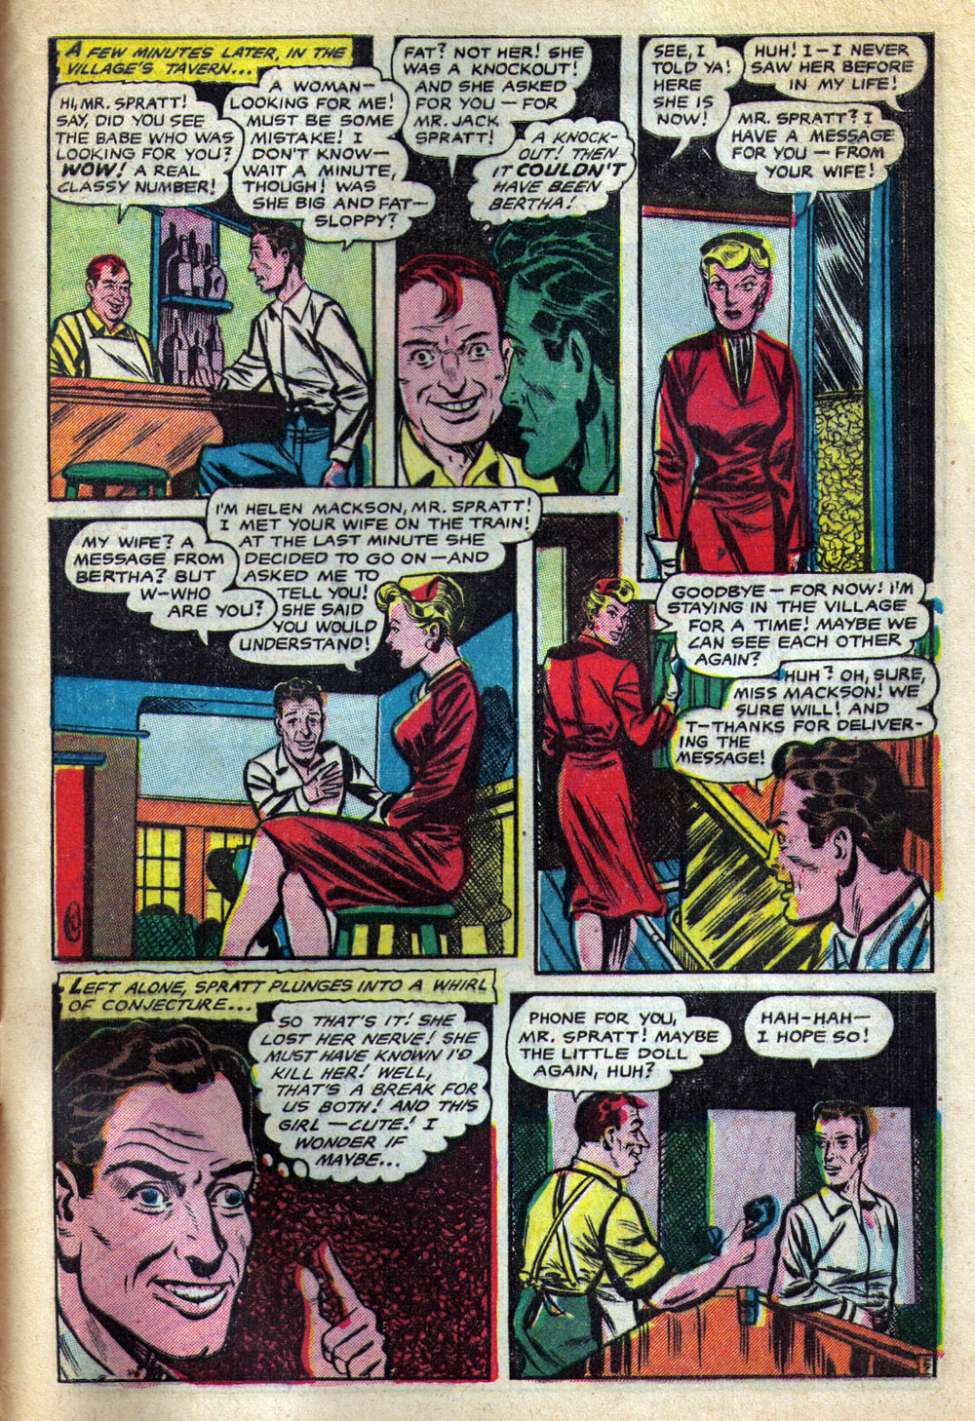 A FEW MINUTES LATER, IN THE
VILLAGE'S TAVERN...
HI, MR. SPRATT!
SAY, DID YOU SEE
THE BABE WHO WAS
LOOKING FOR YOU?
WOW! A REAL
CLASSY NUMBER!
A WOMAN—
LOOKING FOR ME!
MUST BE SOME
MISTAKE! I
DON'T KNOW—
WAIT A MINUTE,
THOUGH! WAS
SHE BIG AND FAT—
SLOPPY?
FAT? NOT HER! SHE
WAS A KNOCKOUT!
AND SHE ASKED
FOR YOU — FOR
MR. JACK
SPRATT!
A KNOCK-
OUT! THEN
IT COULDN'T
HAVE BEEN
BERTHA!
SEE, I
TOLD YA!
HERE
SHE IS
NOW!
HUH! I-I NEVER
SAW HER BEFORE
IN MY LIFE!
MR. SPRATT? I
HAVE A MESSAGE
FOR YOU — FROM
YOUR WIFE!
MY WIFE? A
MESSAGE FROM
BERTHA? BUT
W-WHO
ARE YOU?
I'M HELEN MACKSON, MR. SPRATT!
I MET YOUR WIFE ON THE TRAIN!
AT THE LAST MINUTE SHE
DECIDED TO GO ON — AND
ASKED ME TO
TELL YOU!
SHE SAID
YOU WOULD
UNDERSTAND!
GOODBYE — FOR NOW! I'M
STAYING IN THE VILLAGE
FOR A TIME! MAYBE WE
CAN SEE EACH OTHER
AGAIN?
HUH? OH, SURE,
MISS MACKSON! WE
SURE WILL! AND
T-THANKS FOR DELIVER-
ING THE
MESSAGE!
LEFT ALONE, SPRATT PLUNGES INTO A WHIRL
OF CONJECTURE...
SO THAT'S IT! SHE
LOST HER NERVE! SHE
MUST HAVE KNOWN I'D
KILL HER! WELL,
THAT'S A BREAK FOR
US BOTH! AND THIS
GIRL — CUTE! I
WONDER IF
MAYBE...
PHONE FOR YOU,
MR. SPRATT! MAYBE
THE LITTLE DOLL
AGAIN, HUH?
HAH-HAH—
I HOPE SO!